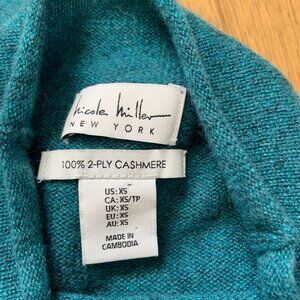 Nicole Miller
NEW YORK
100% 2-PLY CASHMERE
US: XS
CA: XS/TP
UK: XS
EU: XS
AU: XS
MADE IN
CAMBODIA